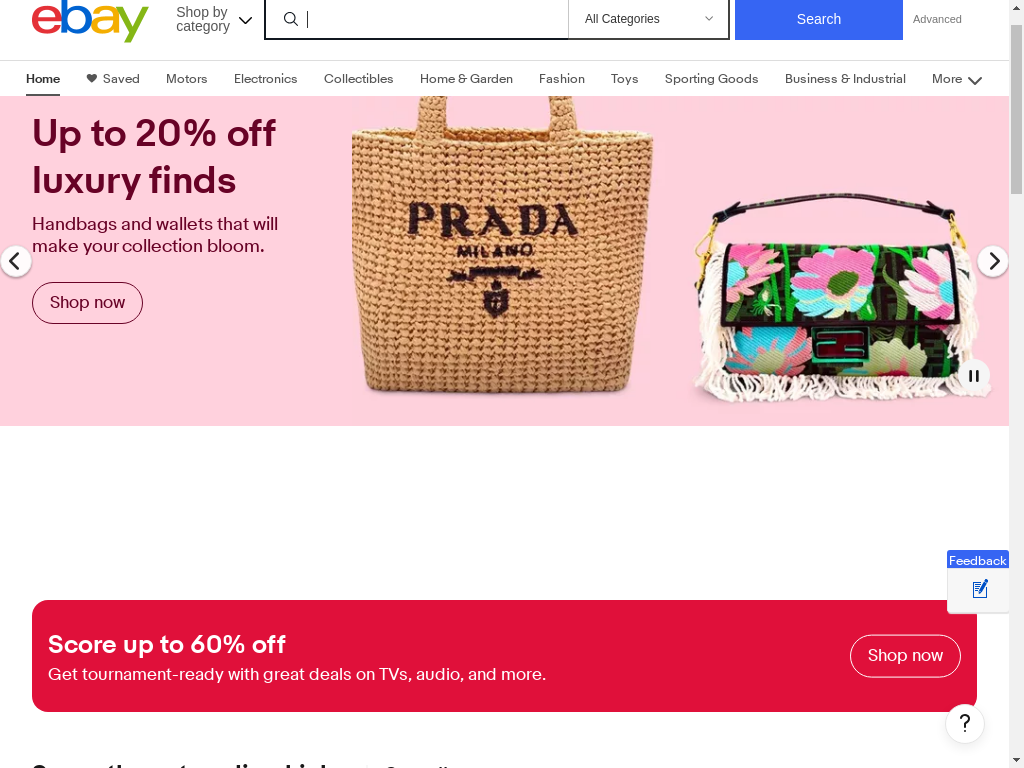 ebay
Shop by
category
All Categories
Search
Advanced
Home
Saved
Motors
Electronics
Collectibles
Home & Garden
Fashion
Toys
Sporting Goods
Business & Industrial
More
Up to 20% off
luxury finds
Handbags and wallets that will
make your collection bloom.
Shop now
PRADA
MILANO
Feedback
Score up to 60% off
Get tournament-ready with great deals on TVs, audio, and more.
Shop now
?